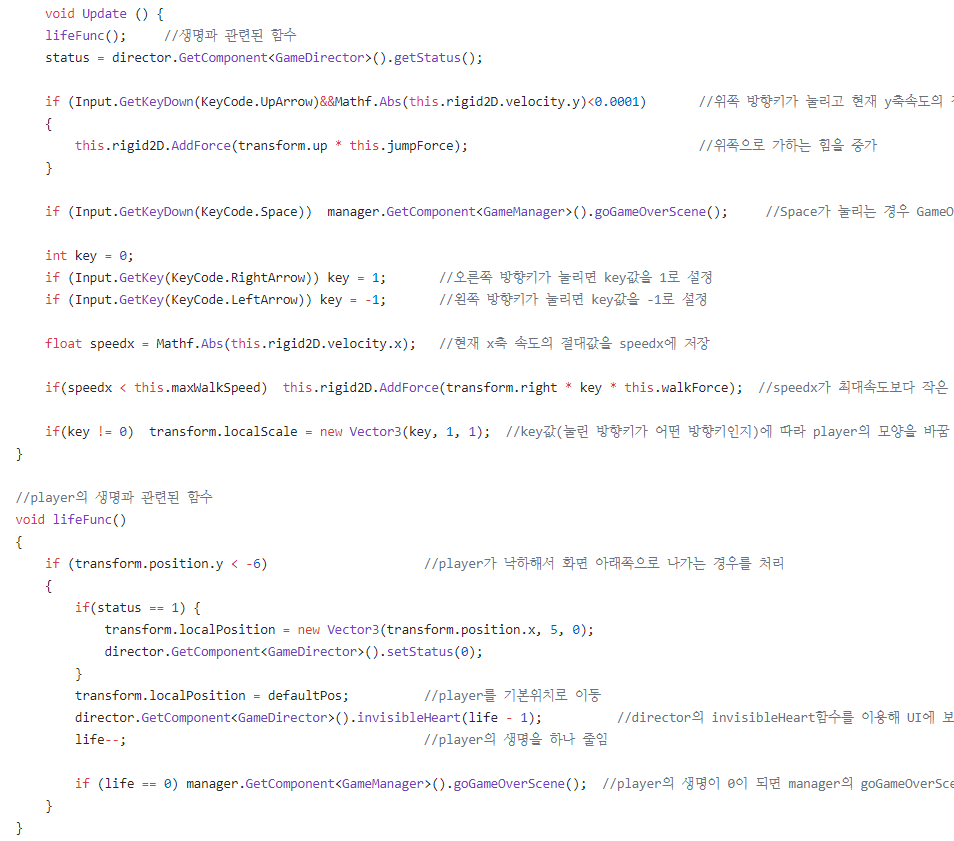 void Update () {
lifeFunc();     //생명과 관련된 함수
status = director.GetComponent<GameDirector>().getStatus();
if (Input.GetKeyDown(KeyCode.UpArrow)&&Mathf.Abs(this.rigid2D.velocity.y)<0.0001)       //위쪽 방향키가 눌리고 현재 y축속도의
{
    this.rigid2D.AddForce(transform.up * this.jumpForce);                               //위쪽으로 가하는 힘을 증가
}
if (Input.GetKeyDown(KeyCode.Space))  manager.GetComponent<GameManager>().goGameOverScene();     //Space가 눌리는 경우 GameO
int key = 0;
if (Input.GetKey(KeyCode.RightArrow)) key = 1;       //오른쪽 방향키가 눌리면 key값을 1로 설정
if (Input.GetKey(KeyCode.LeftArrow)) key = -1;       //왼쪽 방향키가 눌리면 key값을 -1로 설정
float speedx = Mathf.Abs(this.rigid2D.velocity.x);   //현재 x축 속도의 절대값을 speedx에 저장
if(speedx < this.maxWalkSpeed)  this.rigid2D.AddForce(transform.right * key * this.walkForce);  //speedx가 최대속도보다 작은
if(key != 0)  transform.localScale = new Vector3(key, 1, 1);  //key값(눌린 방향키가 어떤 방향키인지)에 따라 player의 모양을 바꿈
}
//player의 생명과 관련된 함수
void lifeFunc()
{
    if (transform.position.y < -6)                     //player가 낙하해서 화면 아래쪽으로 나가는 경우를 처리
    {
        if(status == 1) {
            transform.localPosition = new Vector3(transform.position.x, 5, 0);
            director.GetComponent<GameDirector>().setStatus(0);
        }
        transform.localPosition = defaultPos;          //player를 기본위치로 이동
        director.GetComponent<GameDirector>().invisibleHeart(life - 1);          //director의 invisibleHeart함수를 이용해 UI에 보
        life--;                                        //player의 생명을 하나 줄임
        if (life == 0) manager.GetComponent<GameManager>().goGameOverScene();  //player의 생명이 0이 되면 manager의 goGameOverSce
    }
}